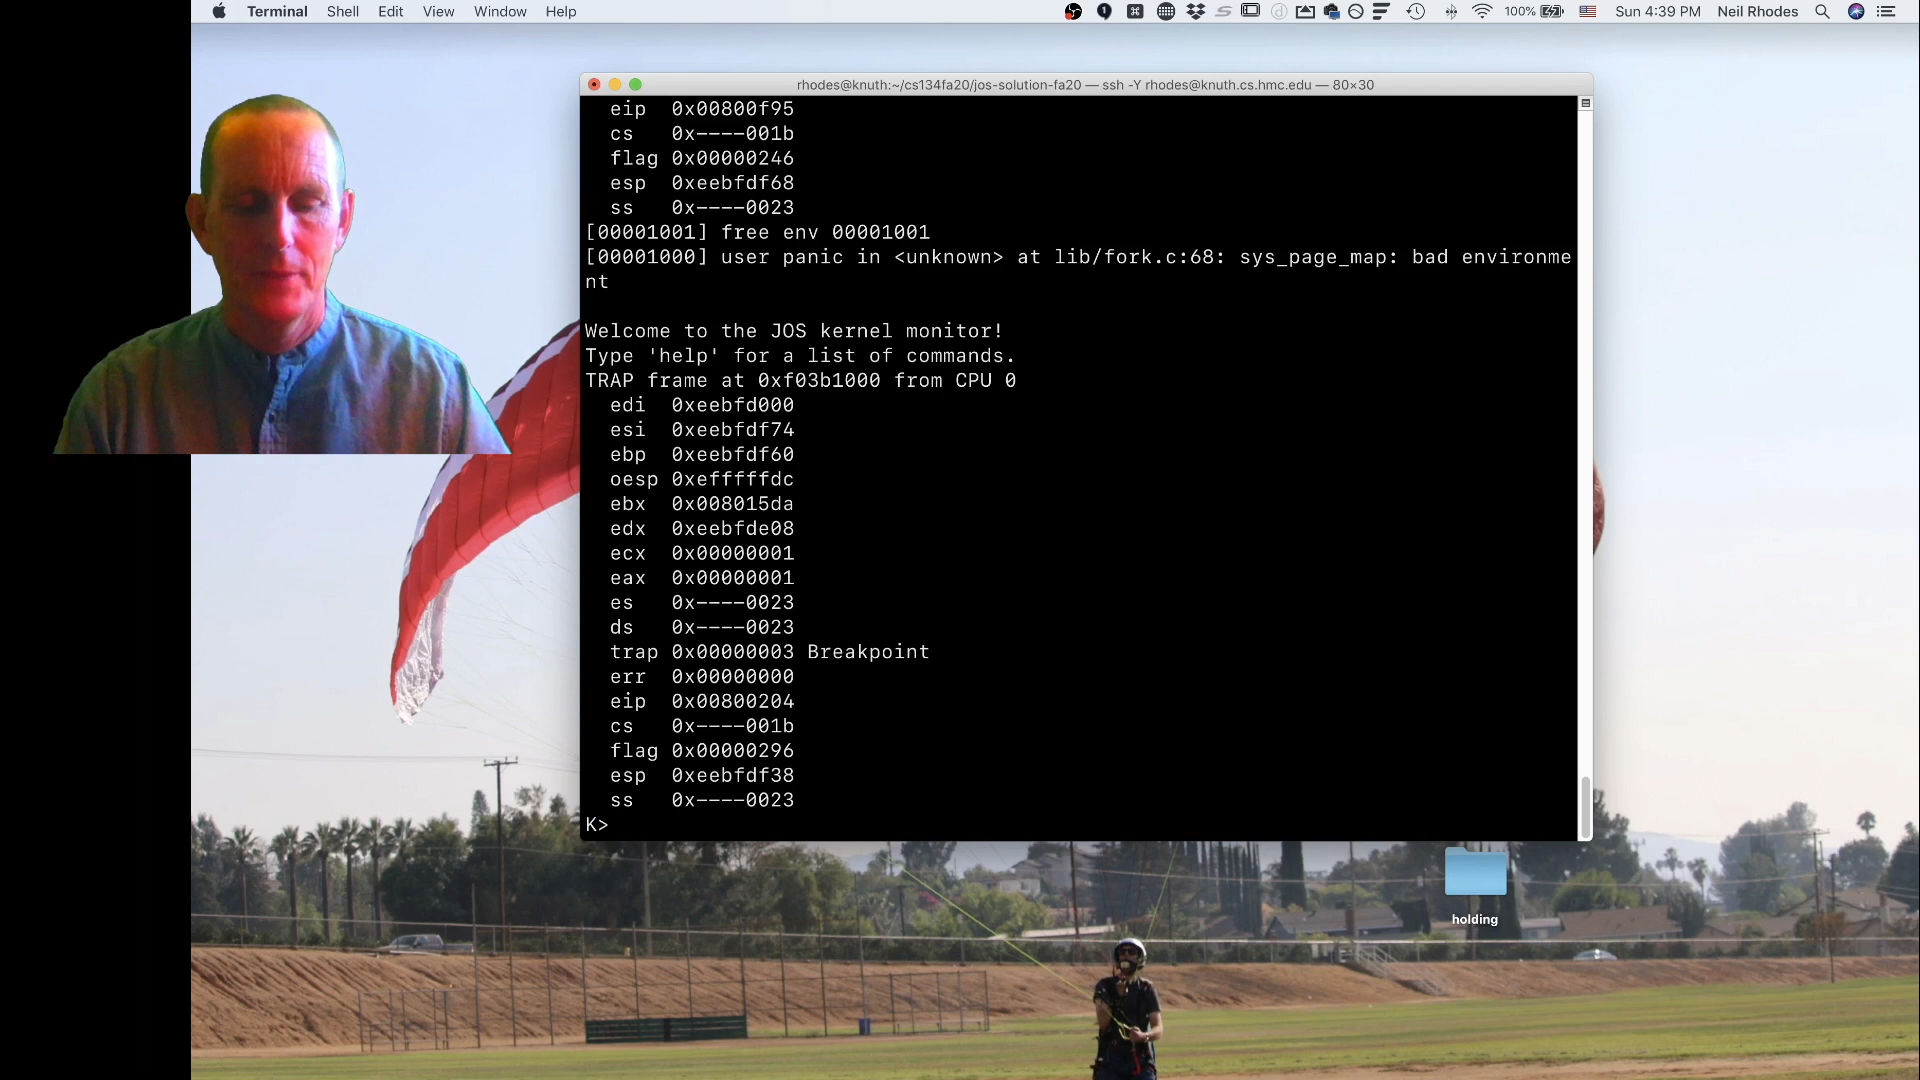 Terminal Shell Edit View Window Help 100% Sun 4:39 PM Neil Rhodes
rhodes@knuth:~/cs134fa20/jos-solution-fa20 — ssh -Y rhodes@knuth.cs.hmc.edu — 80×30
eip 0x00800f95
cs 0x----001b
flag 0x00000246
esp 0xeebfdf68
ss 0x----0023
[00001001] free env 00001001
[00001000] user panic in <unknown> at lib/fork.c:68: sys_page_map: bad environme
nt
Welcome to the JOS kernel monitor!
Type 'help' for a list of commands.
TRAP frame at 0xf03b1000 from CPU 0
edi 0xeebfd000
esi 0xeebfdf74
ebp 0xeebfdf60
oesp 0xefffffdc
ebx 0x008015da
edx 0xeebfde08
ecx 0x00000001
eax 0x00000001
es 0x----0023
ds 0x----0023
trap 0x00000003 Breakpoint
err 0x00000000
eip 0x00800204
cs 0x----001b
flag 0x00000296
esp 0xeebfdf38
ss 0x----0023
K>
holding